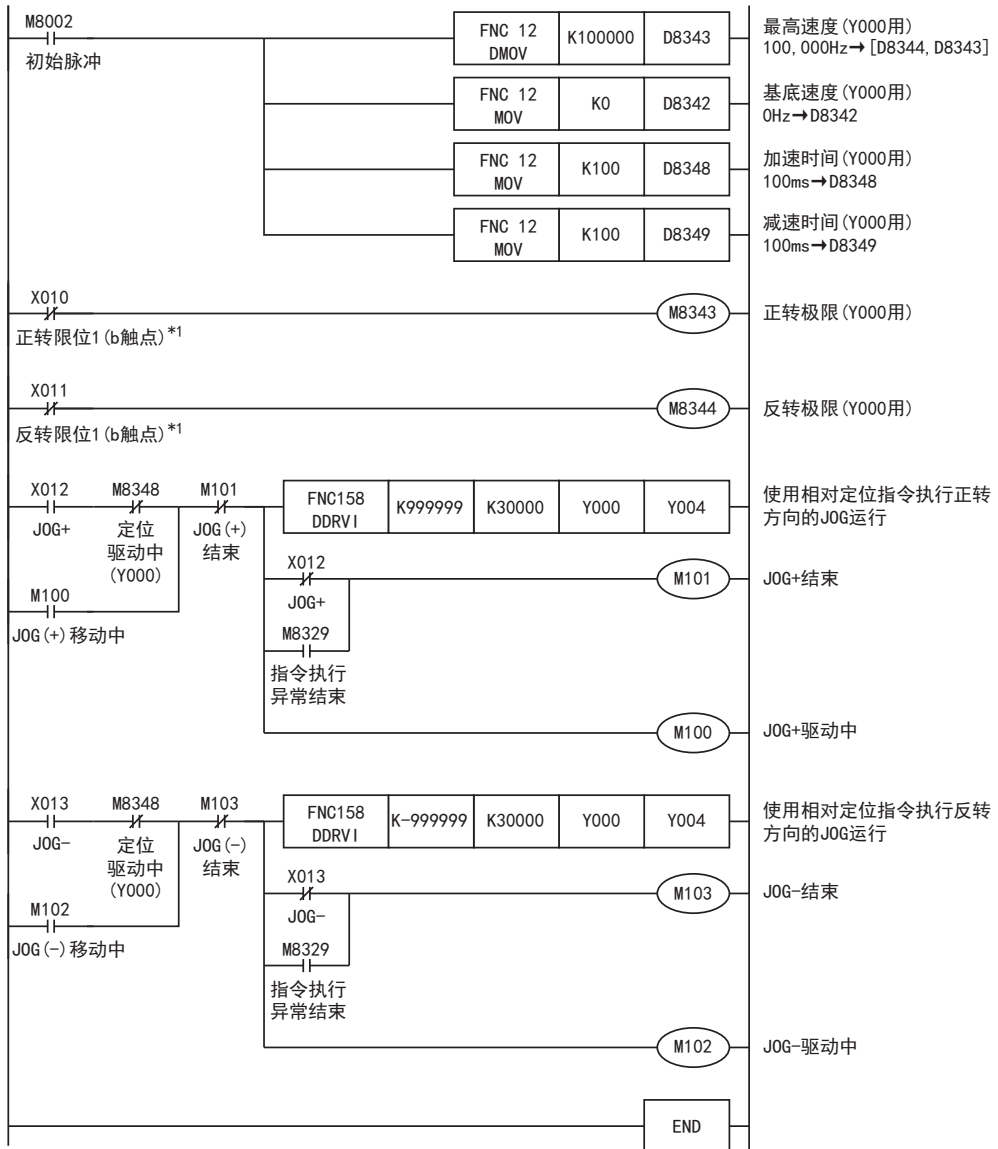 M8002
初始脉冲
FNC 12
DMOV
K100000
D8343
最高速度(Y000用)
100,000Hz→[D8344,D8343]
FNC 12
MOV
K0
D8342
基底速度(Y000用)
0Hz→D8342
FNC 12
MOV
K100
D8348
加速时间(Y000用)
100ms→D8348
FNC 12
MOV
K100
D8349
减速时间(Y000用)
100ms→D8349
X010
正转限位1(b触点)*1
M8343
正转极限(Y000用)
X011
反转限位1(b触点)*1
M8344
反转极限(Y000用)
X012
JOG+
M8348
定位
驱动中
(Y000)
M101
JOG(+)
结束
FNC158
DDRVI
K999999
K30000
Y000
Y004
使用相对定位指令执行正转
方向的JOG运行
M100
JOG(+)移动中
X012
JOG+
M8329
指令执行
异常结束
M101
JOG+结束
M100
JOG+驱动中
X013
JOG-
M8348
定位
驱动中
(Y000)
M103
JOG(-)
结束
FNC158
DDRVI
K-999999
K30000
Y000
Y004
使用相对定位指令执行反转
方向的JOG运行
M102
JOG(-)移动中
X013
JOG-
M8329
指令执行
异常结束
M103
JOG-结束
M102
JOG-驱动中
END